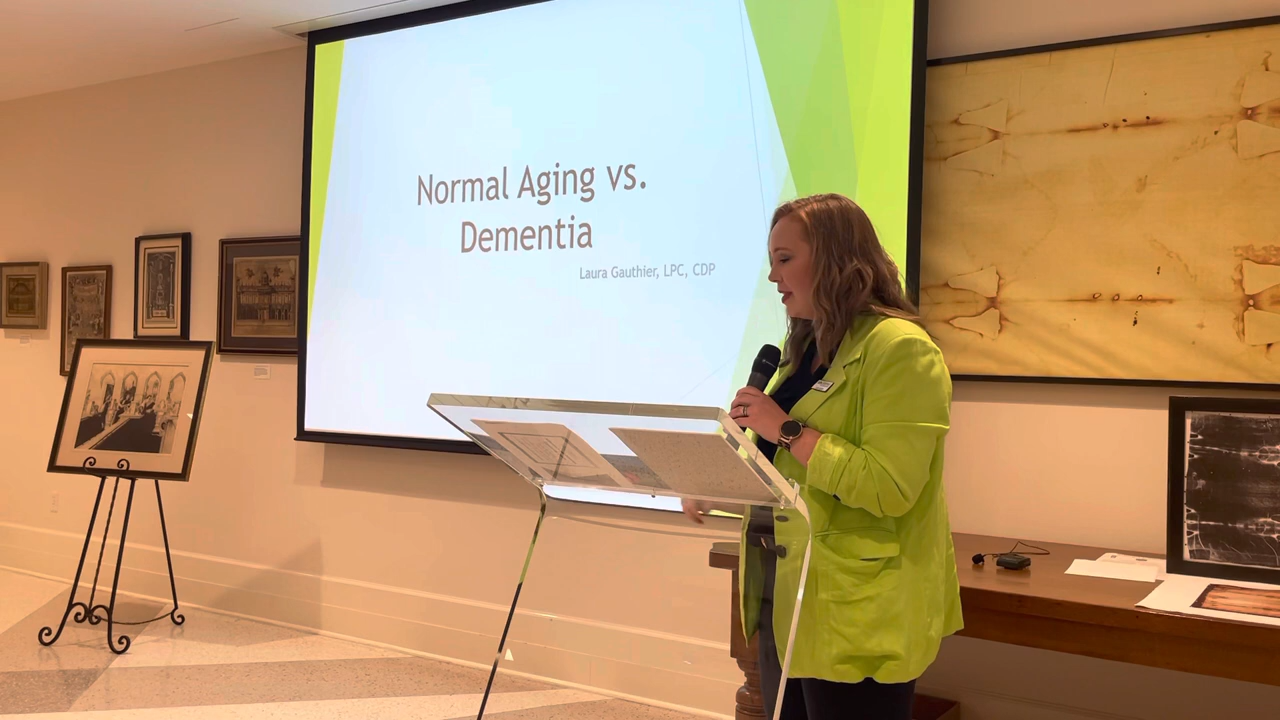 Normal Aging vs.
Dementia
Laura Gauthier, LPC, CDP